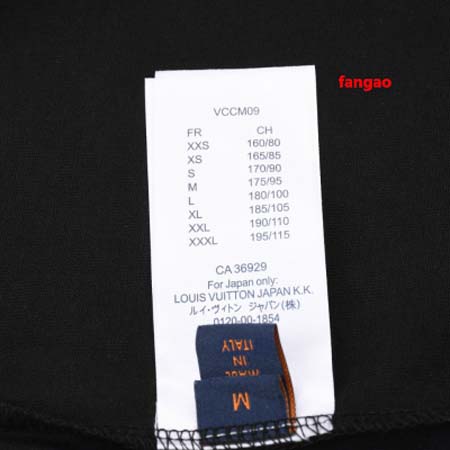 fangao
VCCM09
FR CH
XXS 160/80
XS 165/85
S 170/90
M 175/95
L 180/100
XL 185/105
XXL 190/110
XXXL 195/115
CA 36929
For Japan only:
LOUIS VUITTON JAPAN K.K.
ルイ・ヴィトン ジャパン(株)
0120-00-1854
MADE
IN
ITALY
M